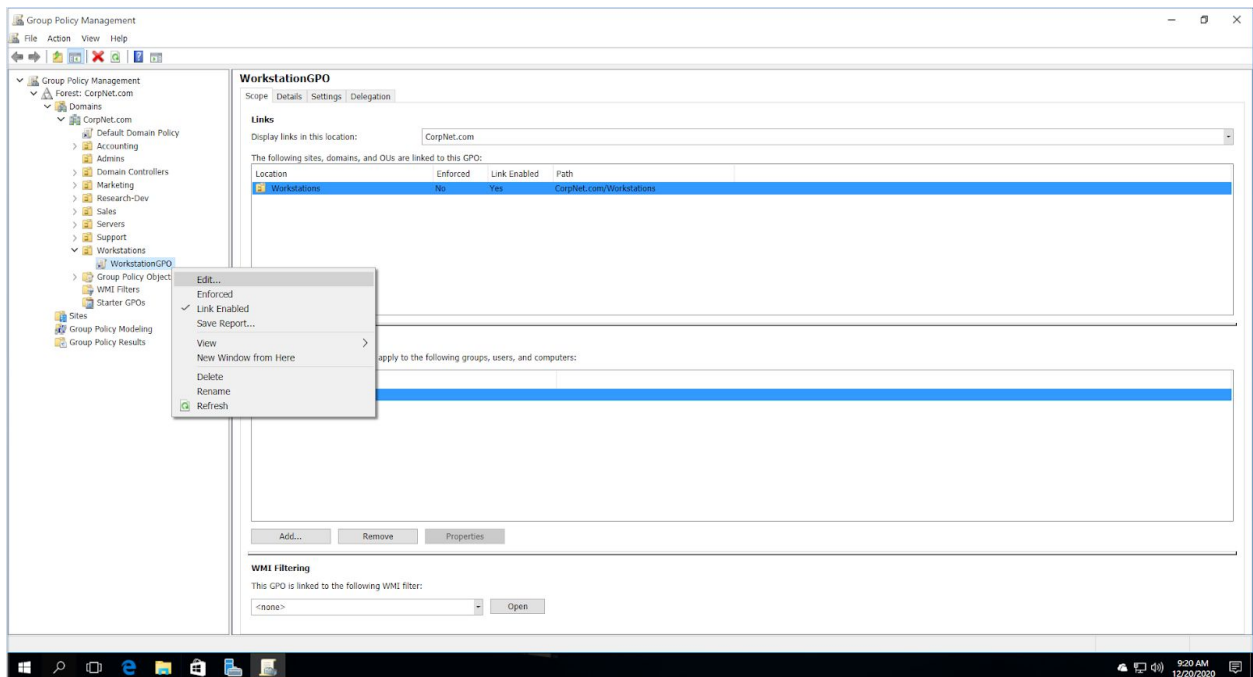 Group Policy Management
File Action View Help
Group Policy Management
Forest: CorpNet.com
Domains
CorpNet.com
Default Domain Policy
Accounting
Admins
Domain Controllers
Marketing
Research-Dev
Sales
Servers
Support
Workstations
WorkstationGPO
Group Policy Object
WMI Filters
Starter GPOs
Sites
Group Policy Modeling
Group Policy Results
Edit...
Enforced
Link Enabled
Save Report...
View
New Window from Here
Delete
Rename
Refresh
WorkstationGPO
Scope Details Settings Delegation
Links
Display links in this location: CorpNet.com
The following sites, domains, and OUs are linked to this GPO:
Location Enforced Link Enabled Path
Workstations No Yes CorpNet.com/Workstations
apply to the following groups, users, and computers:
Add... Remove Properties
WMI Filtering
This GPO is linked to the following WMI filter:
<none> Open
9:20 AM
12/20/2020